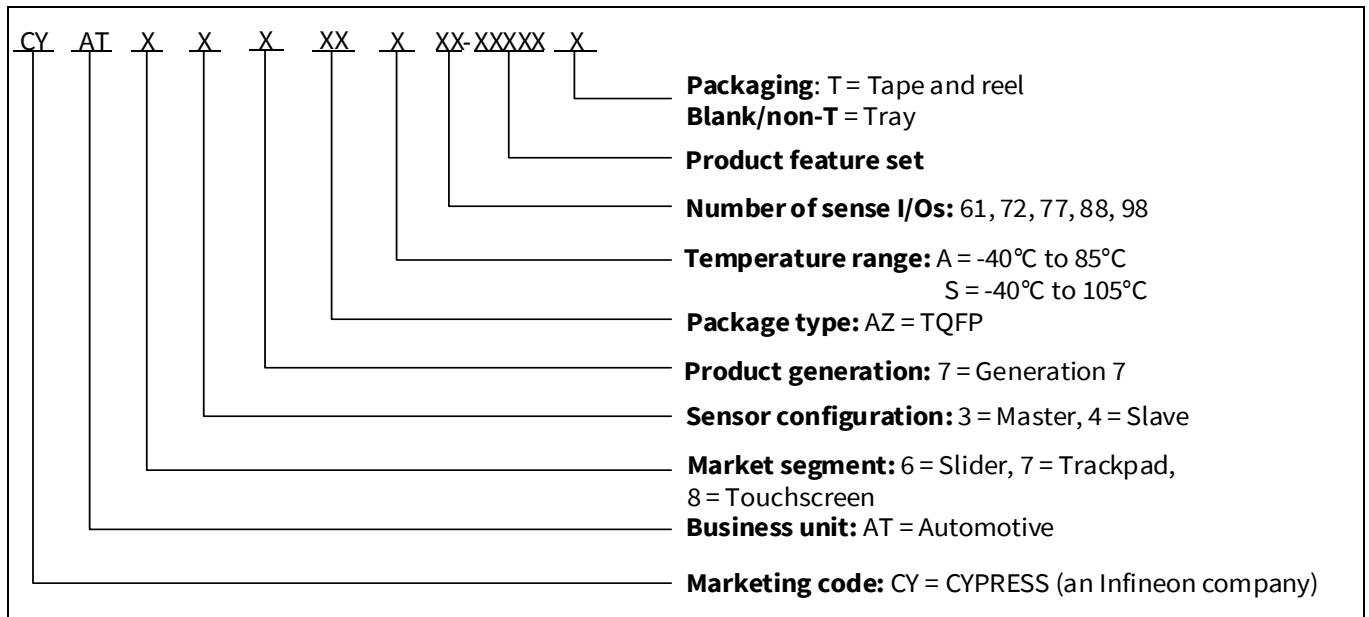 CY AT X X X XX X XX-XXXXX X
Packaging: T = Tape and reel
Blank/non-T = Tray
Product feature set
Number of sense I/Os: 61, 72, 77, 88, 98
Temperature range: A = -40°C to 85°C
S = -40°C to 105°C
Package type: AZ = TQFP
Product generation: 7 = Generation 7
Sensor configuration: 3 = Master, 4 = Slave
Market segment: 6 = Slider, 7 = Trackpad,
8 = Touchscreen
Business unit: AT = Automotive
Marketing code: CY = CYPRESS (an Infineon company)